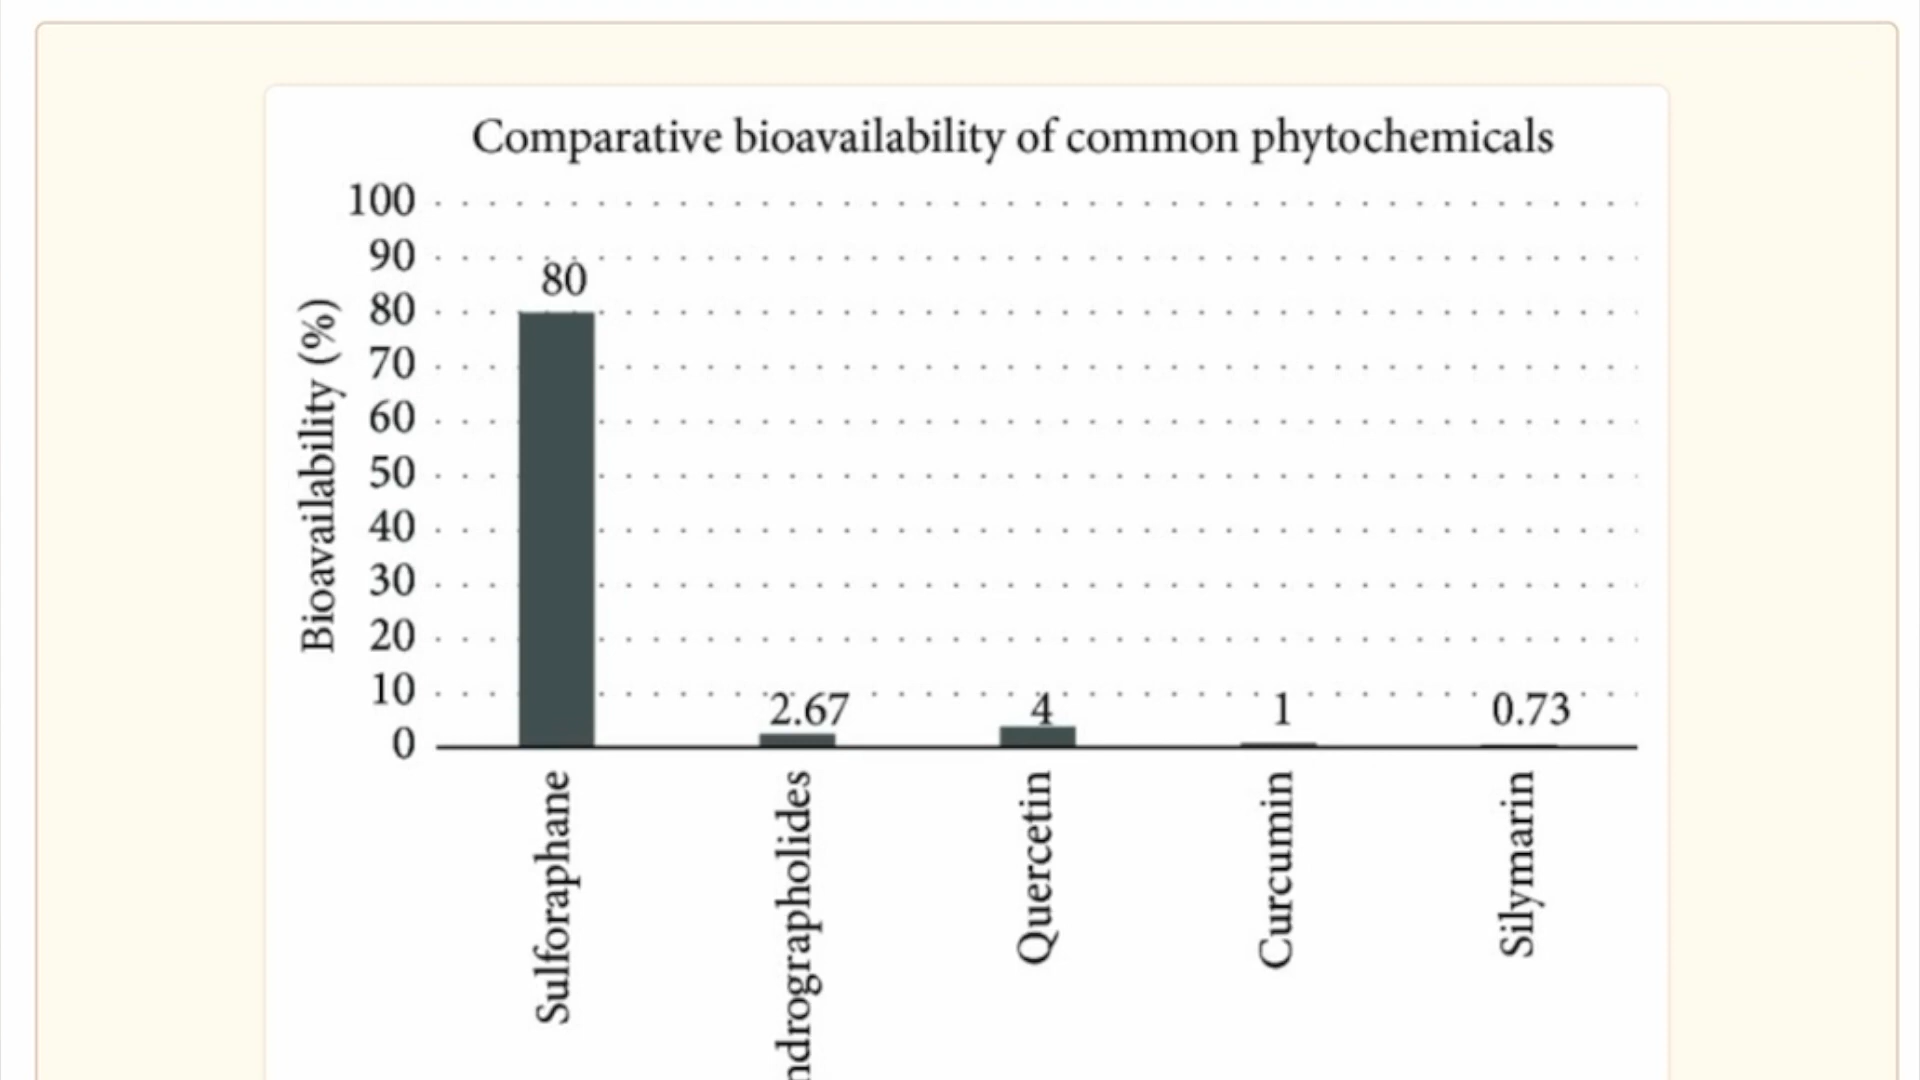 Comparative bioavailability of common phytochemicals
Bioavailability (%)
100
90
80
70
60
50
40
30
20
10
0
80
2.67
4
1
0.73
Sulforaphane
ndrographolides
Quercetin
Curcumin
Silymarin